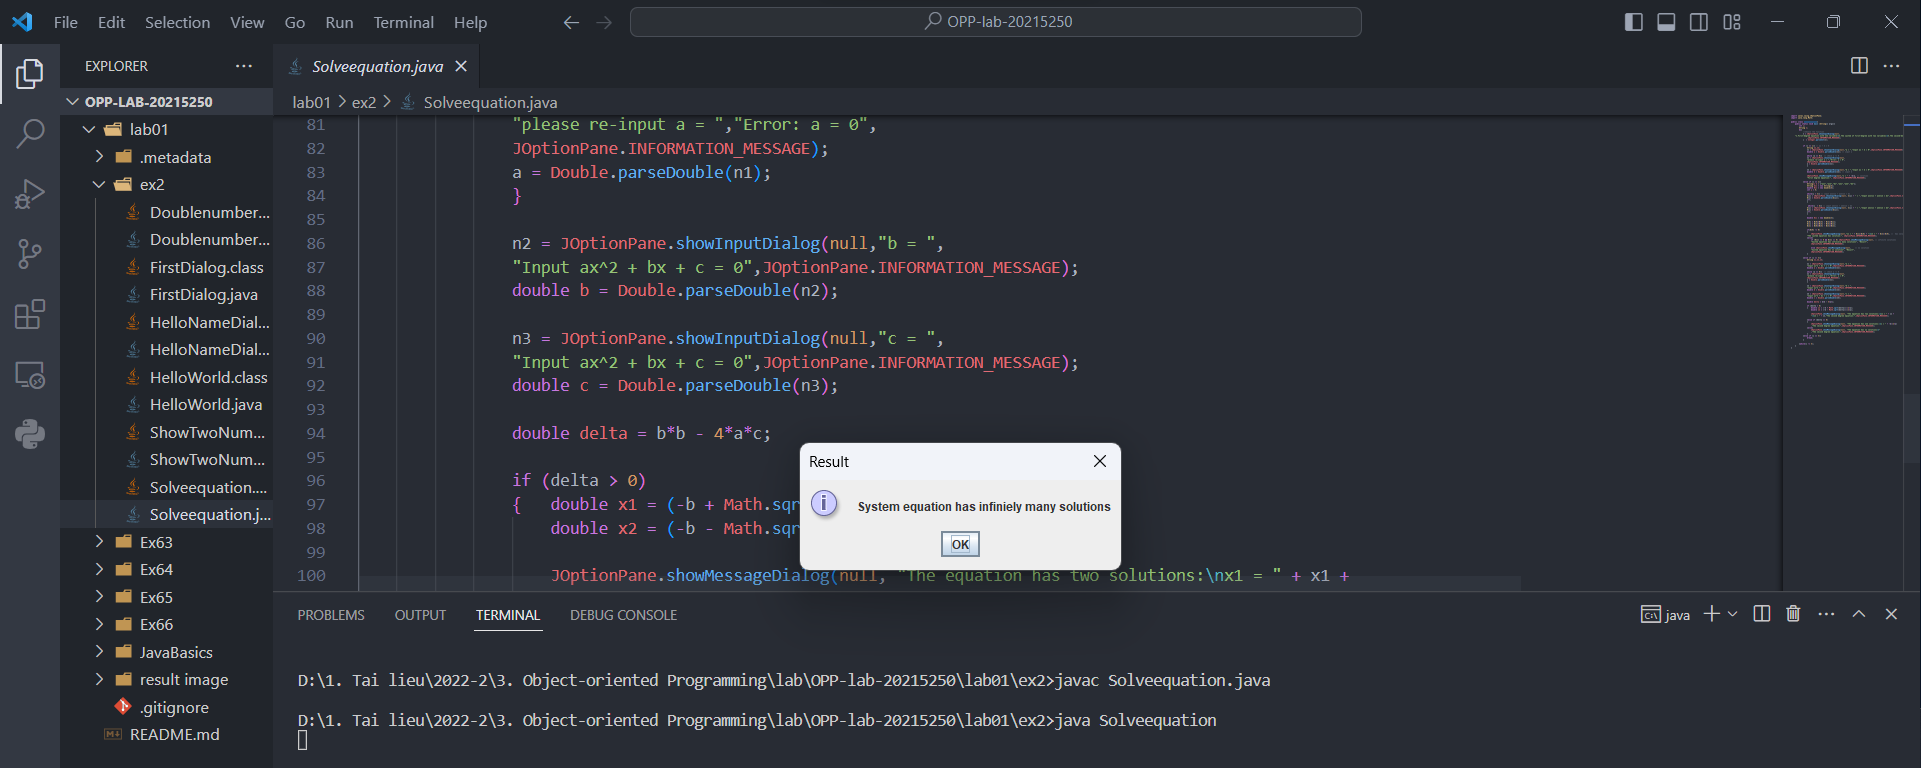 File Edit Selection View Go Run Terminal Help
OPP-lab-20215250
EXPLORER
OPP-LAB-20215250
lab01
.metadata
ex2
Doublenumber...
Doublenumber...
FirstDialog.class
FirstDialog.java
HelloNameDial...
HelloNameDial...
HelloWorld.class
HelloWorld.java
ShowTwoNum...
ShowTwoNum...
Solveequation....
Solveequation.j...
Ex63
Ex64
Ex65
Ex66
JavaBasics
result image
.gitignore
README.md
Solveequation.java
lab01 > ex2 > Solveequation.java
81 "please re-input a = ","Error: a = 0",
82 JOptionPane.INFORMATION_MESSAGE);
83 a = Double.parseDouble(n1);
84 }
85
86 n2 = JOptionPane.showInputDialog(null,"b = ",
87 "Input ax^2 + bx + c = 0",JOptionPane.INFORMATION_MESSAGE);
88 double b = Double.parseDouble(n2);
89
90 n3 = JOptionPane.showInputDialog(null,"c = ",
91 "Input ax^2 + bx + c = 0",JOptionPane.INFORMATION_MESSAGE);
92 double c = Double.parseDouble(n3);
93
94 double delta = b*b - 4*a*c;
95
96 if (delta > 0)
97 { double x1 = (-b + Math.sqr
98 double x2 = (-b - Math.sqr
99
100 JOptionPane.showMessageDialog(null, "The equation has two solutions:\nx1 = " + x1 +
Result
System equation has infiniely many solutions
OK
PROBLEMS OUTPUT TERMINAL DEBUG CONSOLE
java
D:\1. Tai lieu\2022-2\3. Object-oriented Programming\lab\OPP-lab-20215250\lab01\ex2>javac Solveequation.java
D:\1. Tai lieu\2022-2\3. Object-oriented Programming\lab\OPP-lab-20215250\lab01\ex2>java Solveequation